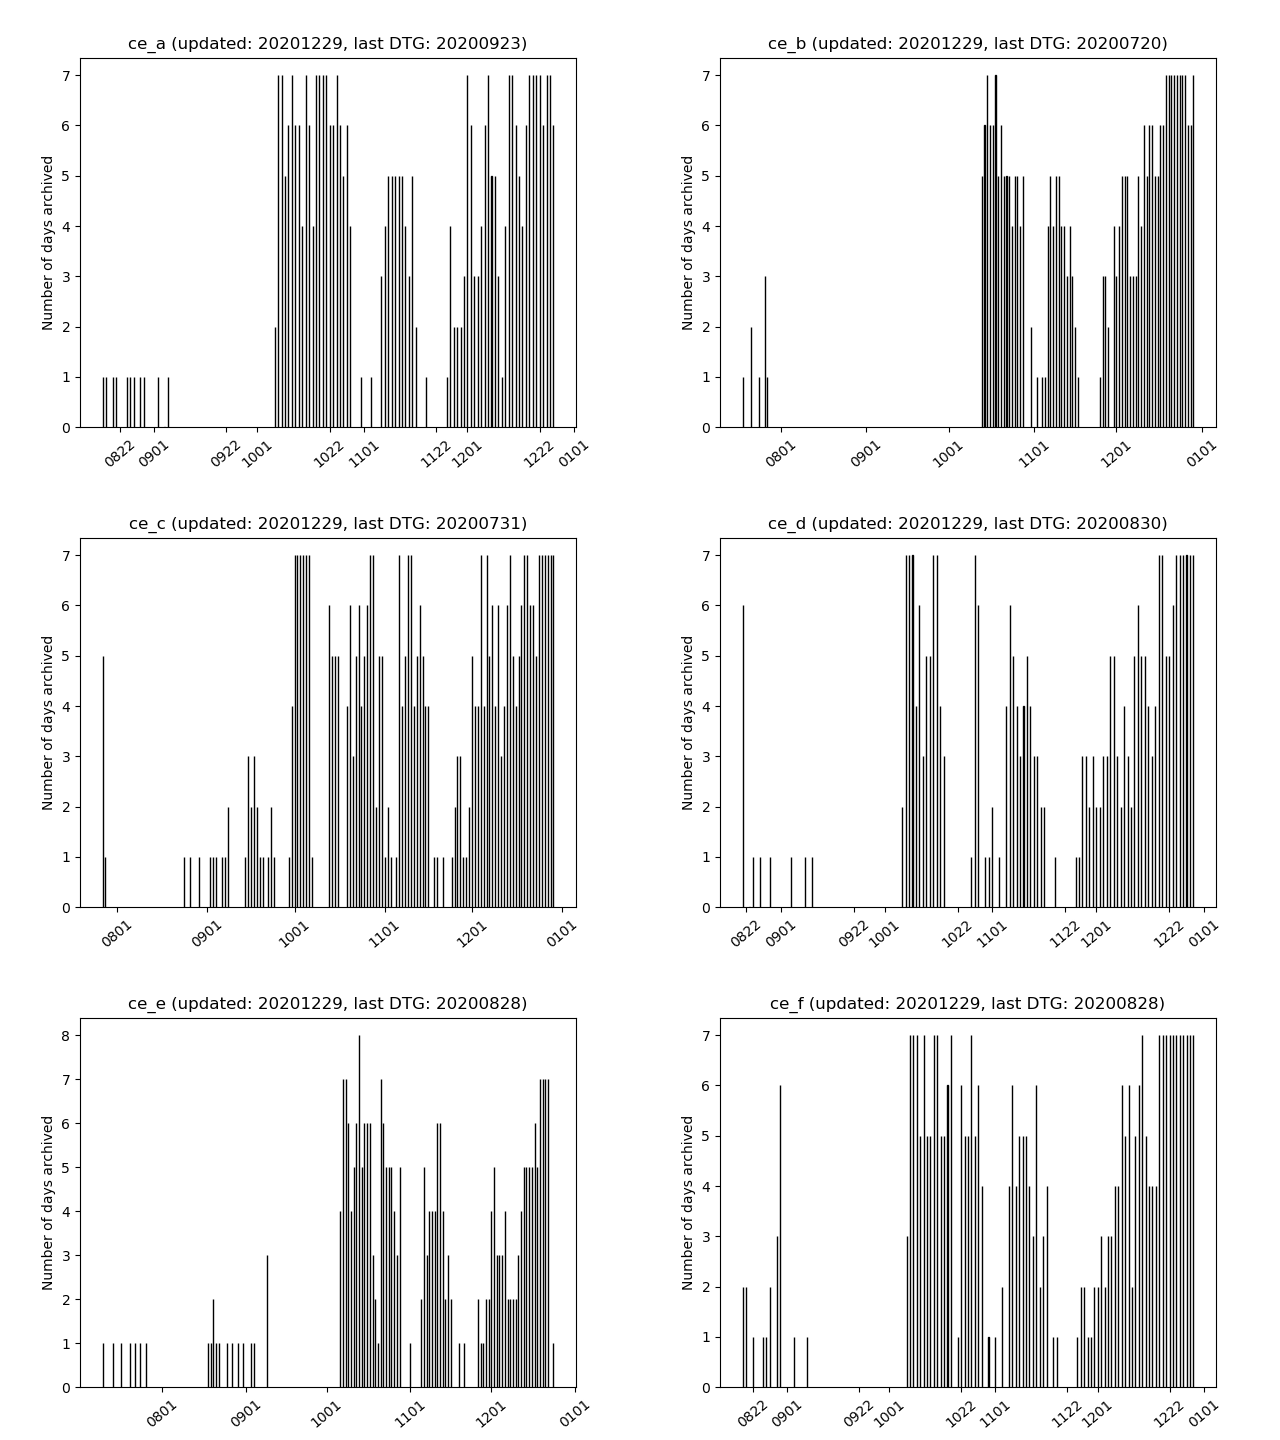 ce_a (updated: 20201229, last DTG: 20200923)
Number of days archived
7
6
5
4
3
2
1
0
0822 0901 0922 1001 1022 1101 1122 1201 1222 0101
ce_b (updated: 20201229, last DTG: 20200720)
Number of days archived
7
6
5
4
3
2
1
0
0801 0901 1001 1101 1201 0101
ce_c (updated: 20201229, last DTG: 20200731)
Number of days archived
7
6
5
4
3
2
1
0
0801 0901 1001 1101 1201 0101
ce_d (updated: 20201229, last DTG: 20200830)
Number of days archived
7
6
5
4
3
2
1
0
0822 0901 0922 1001 1022 1101 1122 1201 1222 0101
ce_e (updated: 20201229, last DTG: 20200828)
Number of days archived
8
7
6
5
4
3
2
1
0
0801 0901 1001 1101 1201 0101
ce_f (updated: 20201229, last DTG: 20200828)
Number of days archived
7
6
5
4
3
2
1
0
0822 0901 0922 1001 1022 1101 1122 1201 1222 0101